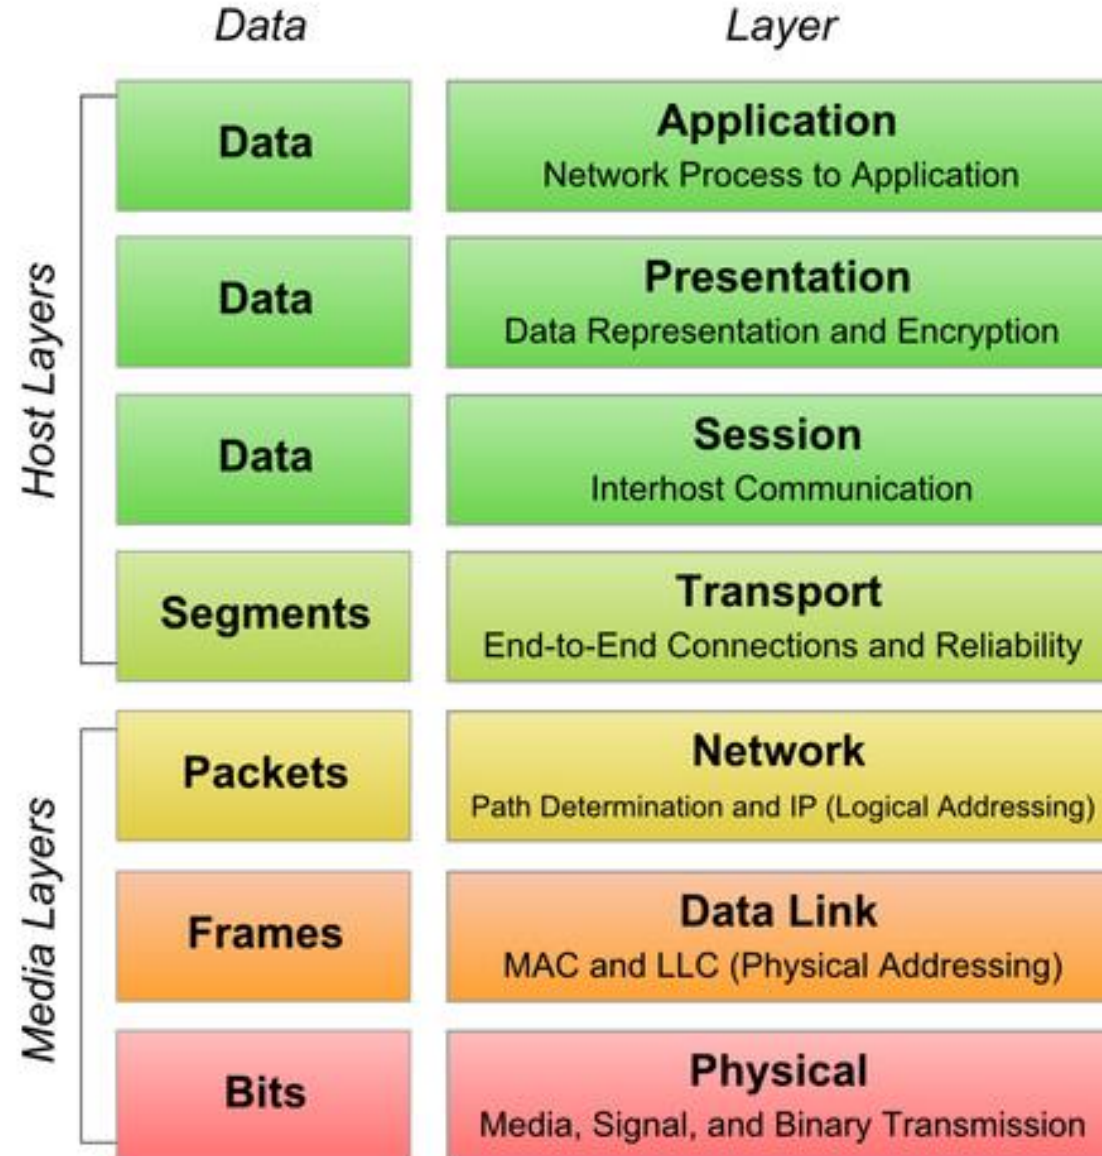 Data
Layer
Host Layers
Data
Application
Network Process to Application
Data
Presentation
Data Representation and Encryption
Data
Session
Interhost Communication
Segments
Transport
End-to-End Connections and Reliability
Media Layers
Packets
Network
Path Determination and IP (Logical Addressing)
Frames
Data Link
MAC and LLC (Physical Addressing)
Bits
Physical
Media, Signal, and Binary Transmission